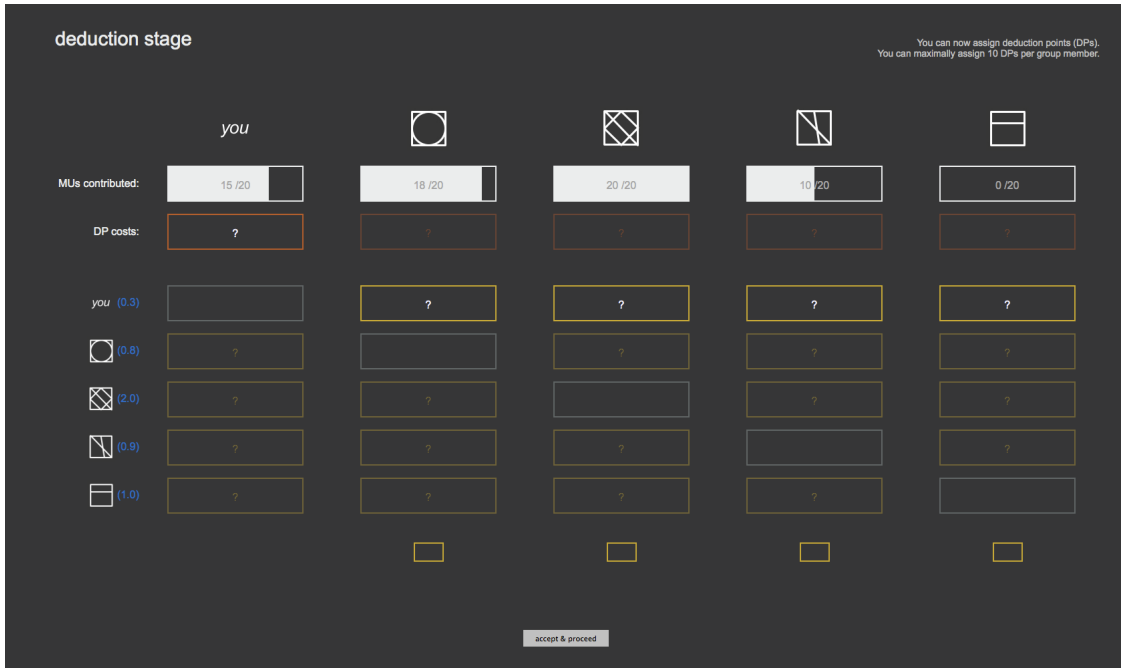 deduction stage
You can now assign deduction points (DPs).
You can maximally assign 10 DPs per group member.
you
MUs contributed: 15 /20 18 /20 20 /20 10 /20 0 /20
DP costs: ? ? ? ? ?
you (0.3) ? ? ? ?
(0.8) ? ? ? ?
(2.0) ? ? ? ?
(0.9) ? ? ? ?
(1.0) ? ? ? ?
accept & proceed